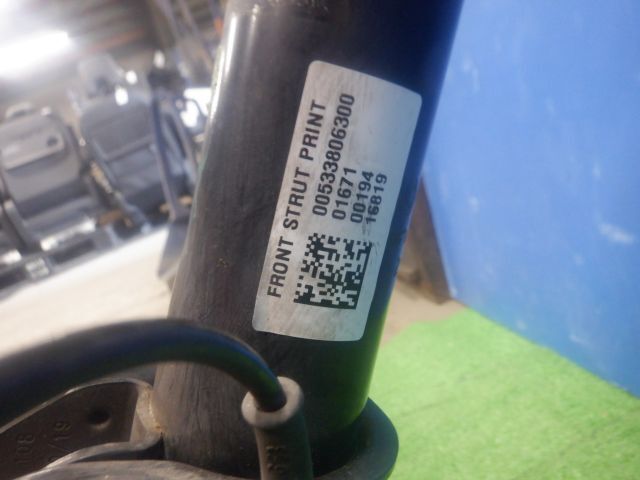 FRONT STRUT PRINT
00533806300
01671
00194
16819